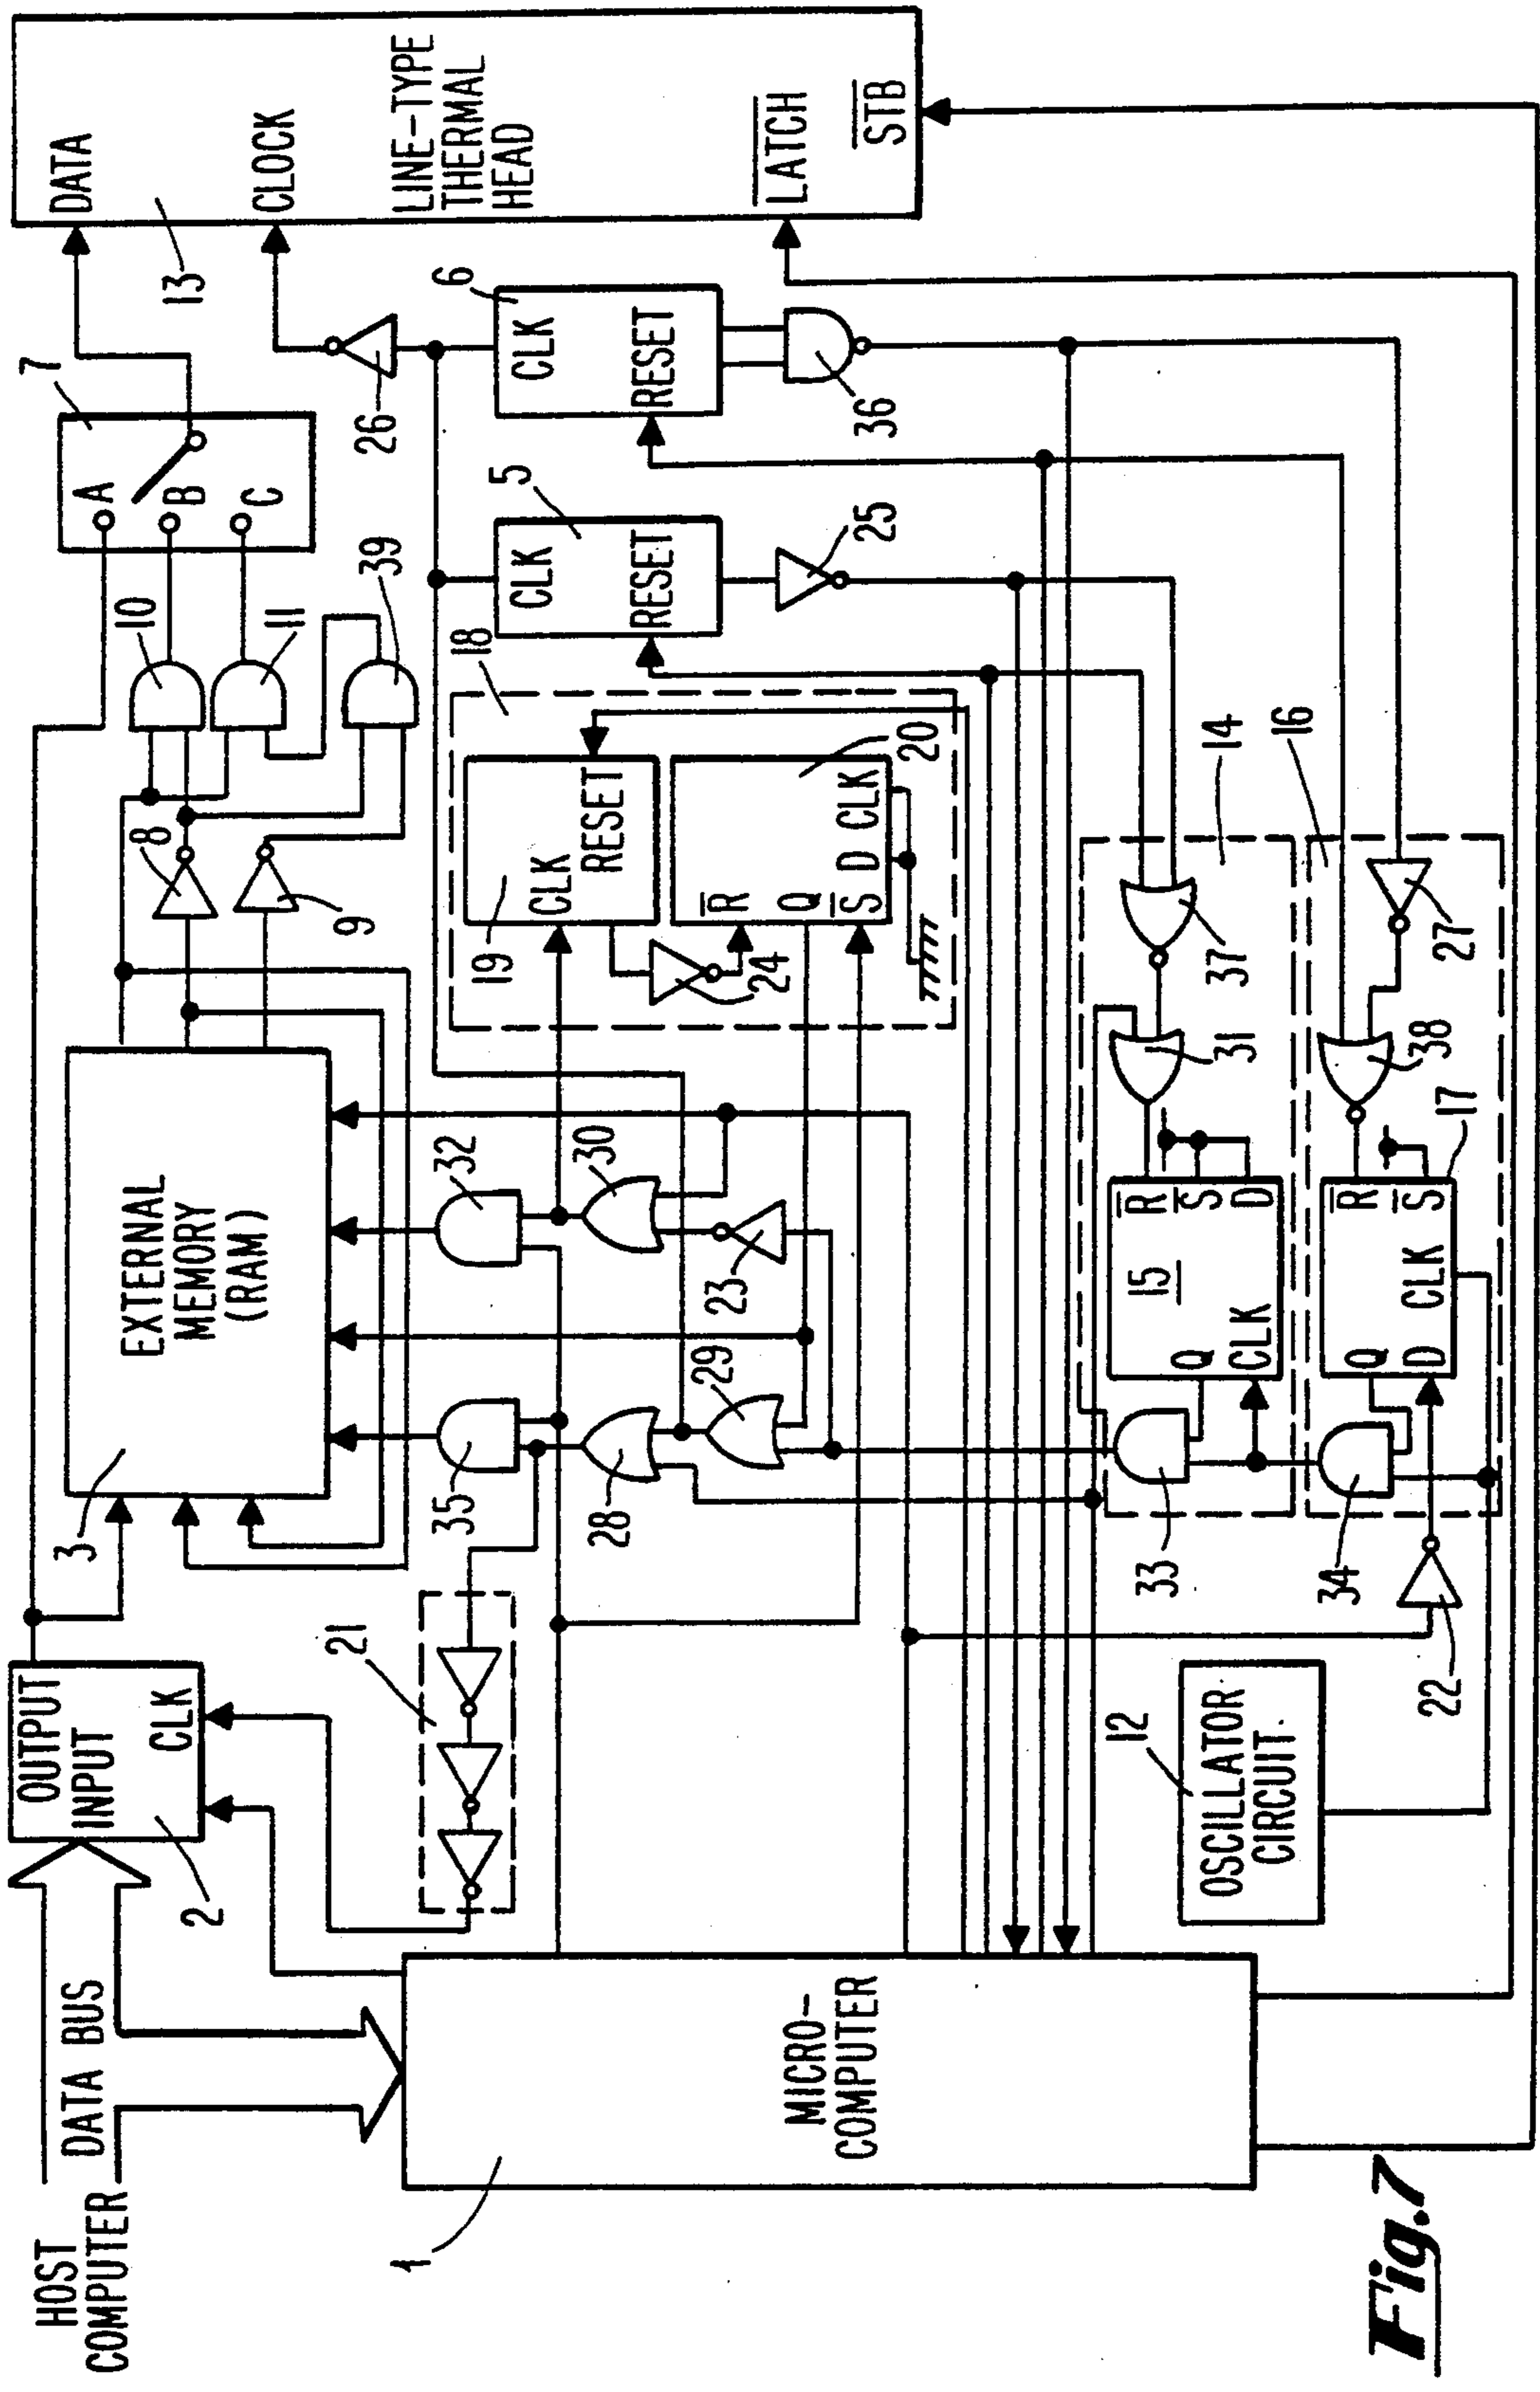 HOST
COMPUTER
DATA BUS
OUTPUT
INPUT
CLK
2
3
EXTERNAL
MEMORY
(RAM)
8
9
10
11
39
7
A
B
C
13
DATA
CLOCK
LINE-TYPE
THERMAL
HEAD
LATCH
STB
21
35
32
28
29
30
23
18
19
CLK
RESET
24
R
Q
S
D
CLK
20
5
CLK
RESET
25
6
CLK
RESET
26
36
1
MICRO-
COMPUTER
12
OSCILLATOR
CIRCUIT
22
33
34
14
15
R
S
D
Q
CLK
31
37
16
17
R
S
Q
D
CLK
38
27
Fig.7